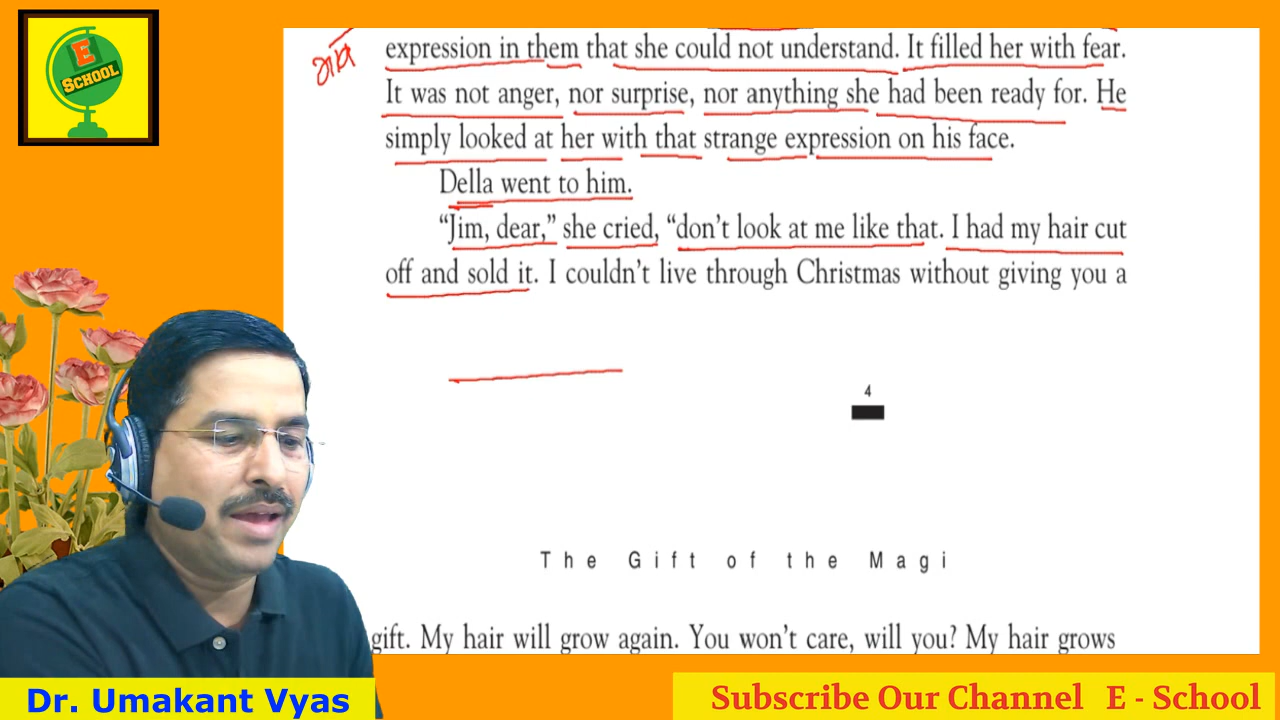 E
SCHOOL
भाव
expression in them that she could not understand. It filled her with fear.
It was not anger, nor surprise, nor anything she had been ready for. He
simply looked at her with that strange expression on his face.
Della went to him.
“Jim, dear,” she cried, “don’t look at me like that. I had my hair cut
off and sold it. I couldn’t live through Christmas without giving you a
4
The Gift of the Magi
gift. My hair will grow again. You won’t care, will you? My hair grows
Dr. Umakant Vyas
Subscribe Our Channel E - School